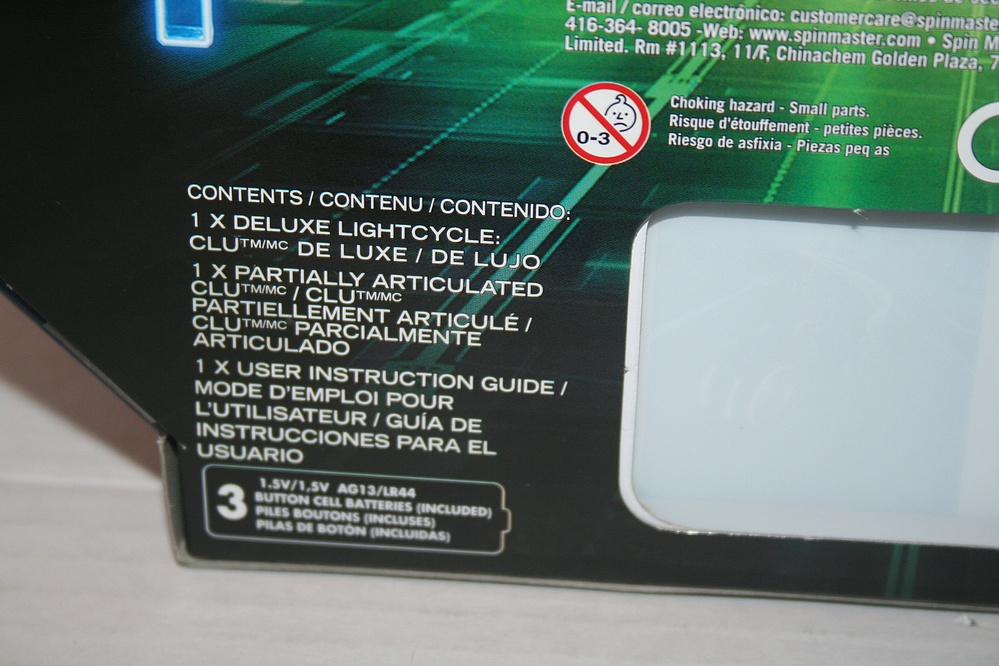 E-mail / correo electrónico: customercare@spinmaste
416-364- 8005 -Web: www.spinmaster.com • Spin M
Limited. Rm #1113, 11/F, Chinachem Golden Plaza, 7
0-3
Choking hazard - Small parts.
Risque d'étouffement - petites pièces.
Riesgo de asfixia - Piezas peq as
CONTENTS / CONTENU / CONTENIDO:
1 X DELUXE LIGHTCYCLE:
CLU™/MC DE LUXE / DE LUJO
1 X PARTIALLY ARTICULATED
CLU™/MC / CLU™/MC
PARTIELLEMENT ARTICULÉ /
CLU™/MC PARCIALMENTE
ARTICULADO
1 X USER INSTRUCTION GUIDE /
MODE D'EMPLOI POUR
L'UTILISATEUR / GUÍA DE
INSTRUCCIONES PARA EL
USUARIO
3
1.5V/1,5V AG13/LR44
BUTTON CELL BATTERIES (INCLUDED)
PILES BOUTONS (INCLUSES)
PILAS DE BOTÓN (INCLUIDAS)